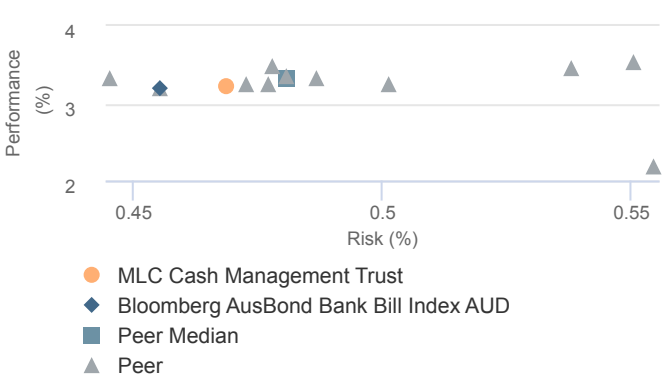 4
Performance
(%)
3
2
0.45 0.5 0.55
Risk (%)
MLC Cash Management Trust
Bloomberg AusBond Bank Bill Index AUD
Peer Median
Peer